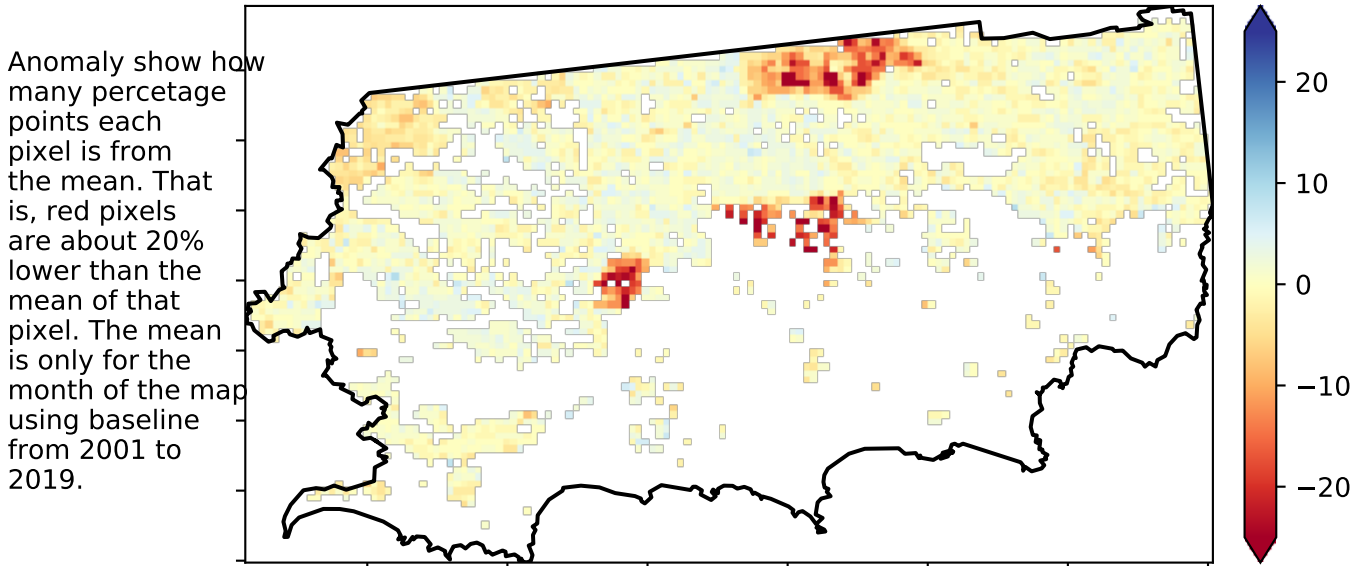 Anomaly show how
many percetage
points each
pixel is from
the mean. That
is, red pixels
are about 20%
lower than the
mean of that
pixel. The mean
is only for the
month of the map
using baseline
from 2001 to
2019.
20
10
0
−10
−20